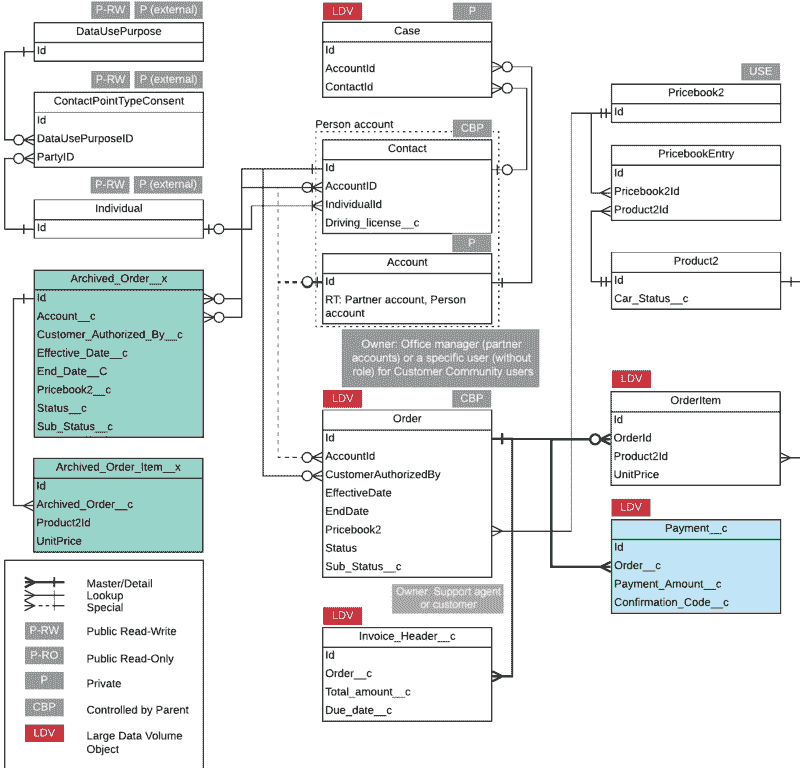 P-RW P (external)
DataUsePurpose
Id
P-RW P (external)
ContactPointTypeConsent
Id
DataUsePurposeID
PartyID
P-RW P (external)
Individual
Id
Archived_Order__x
Id
Account__c
Customer_Authorized_By__c
Effective_Date__c
End_Date__C
Pricebook2__c
Status__c
Sub_Status__c
Archived_Order_Item__x
Id
Archived_Order__c
Product2Id
UnitPrice
Master/Detail
Lookup
Special
P-RW Public Read-Write
P-RO Public Read-Only
P Private
CBP Controlled by Parent
LDV Large Data Volume
Object
LDV P
Case
Id
AccountId
ContactId
Person account
CBP
Contact
Id
AccountID
IndividualId
Driving_license__c
P
Account
Id
RT: Partner account, Person
account
Owner: Office manager (partner
accounts) or a specific user (without
role) for Customer Community users
LDV CBP
Order
Id
AccountId
CustomerAuthorizedBy
EffectiveDate
EndDate
Pricebook2
Status
Sub_Status__c
Owner: Support agent
or customer
LDV
Invoice_Header__c
Id
Order__c
Total_amount__c
Due_date__c
USE
Pricebook2
Id
PricebookEntry
Id
Pricebook2Id
Product2Id
Product2
Id
Car_Status__c
LDV
OrderItem
Id
OrderId
Product2Id
UnitPrice
LDV
Payment__c
Id
Order__c
Payment_Amount__c
Confirmation_Code__c